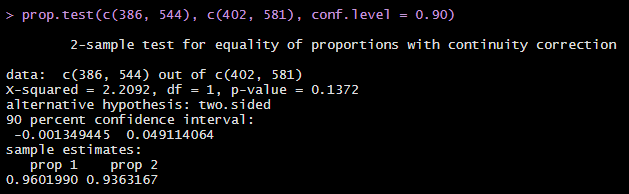 > prop.test(c(386, 544), c(402, 581), conf.level = 0.90)
2-sample test for equality of proportions with continuity correction
data:  c(386, 544) out of c(402, 581)
X-squared = 2.2092, df = 1, p-value = 0.1372
alternative hypothesis: two.sided
90 percent confidence interval:
 -0.001349445  0.049114064
sample estimates:
   prop 1    prop 2
0.9601990 0.9363167